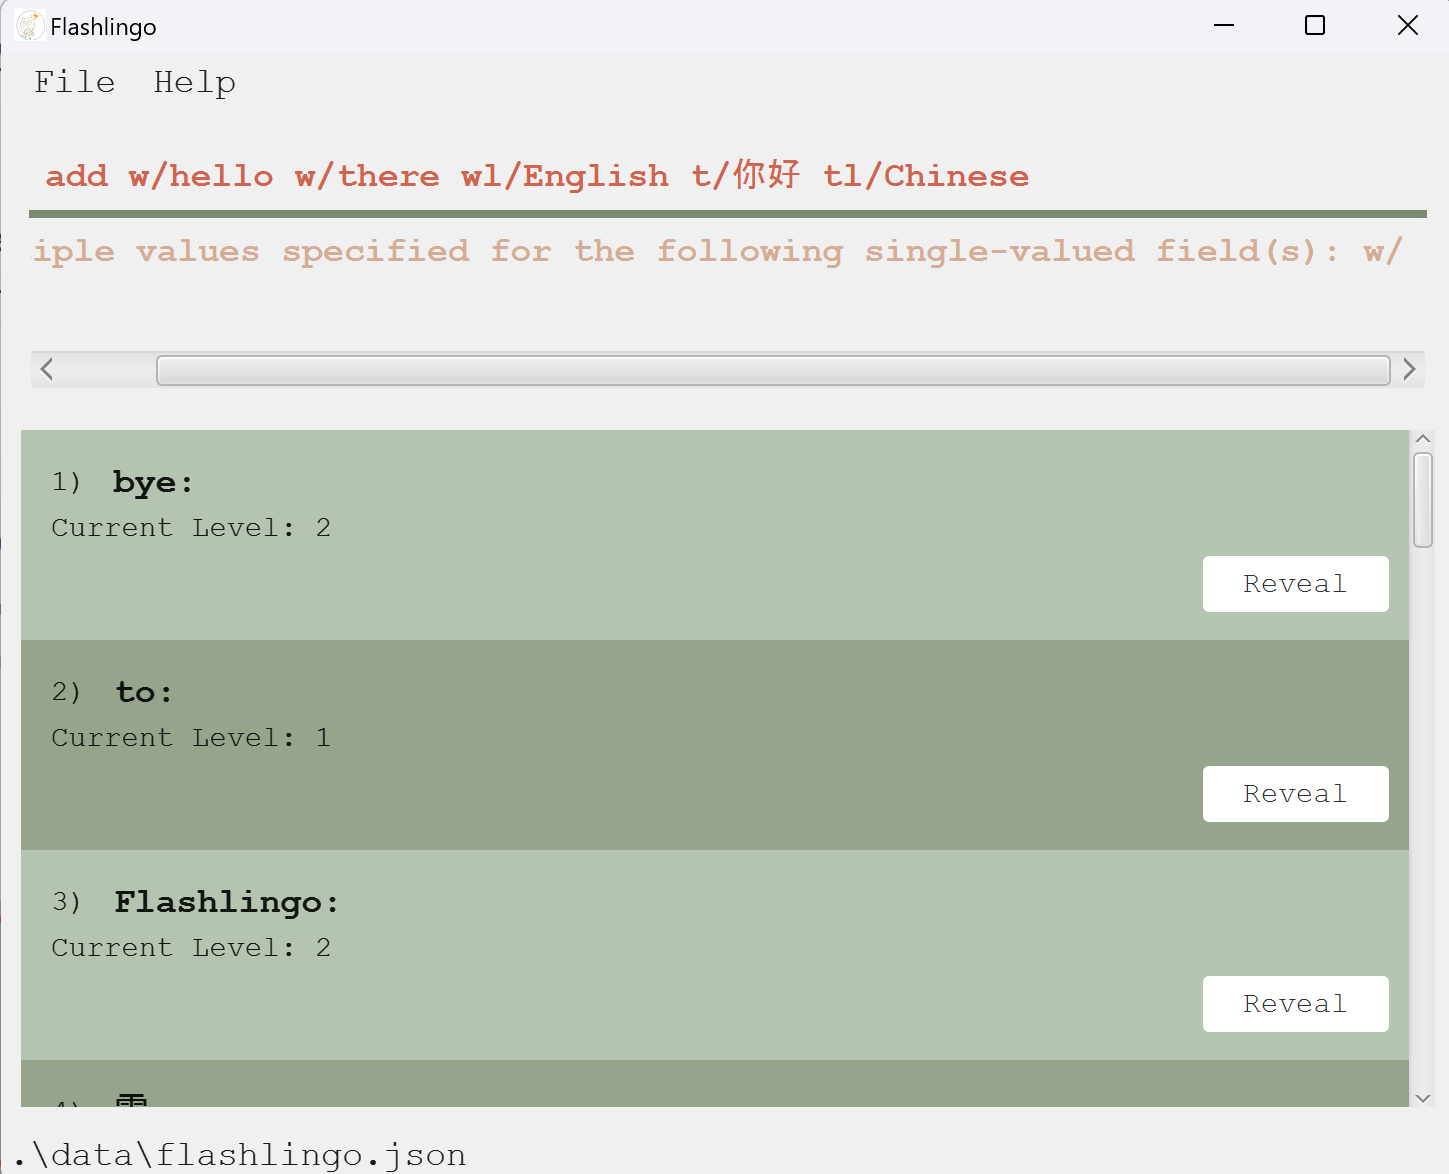 Flashlingo
File Help
add w/hello w/there wl/English t/你好 tl/Chinese
iple values specified for the following single-valued field(s): w/
1) bye:
Current Level: 2
Reveal
2) to:
Current Level: 1
Reveal
3) Flashlingo:
Current Level: 2
Reveal
4)
.\data\flashlingo.json